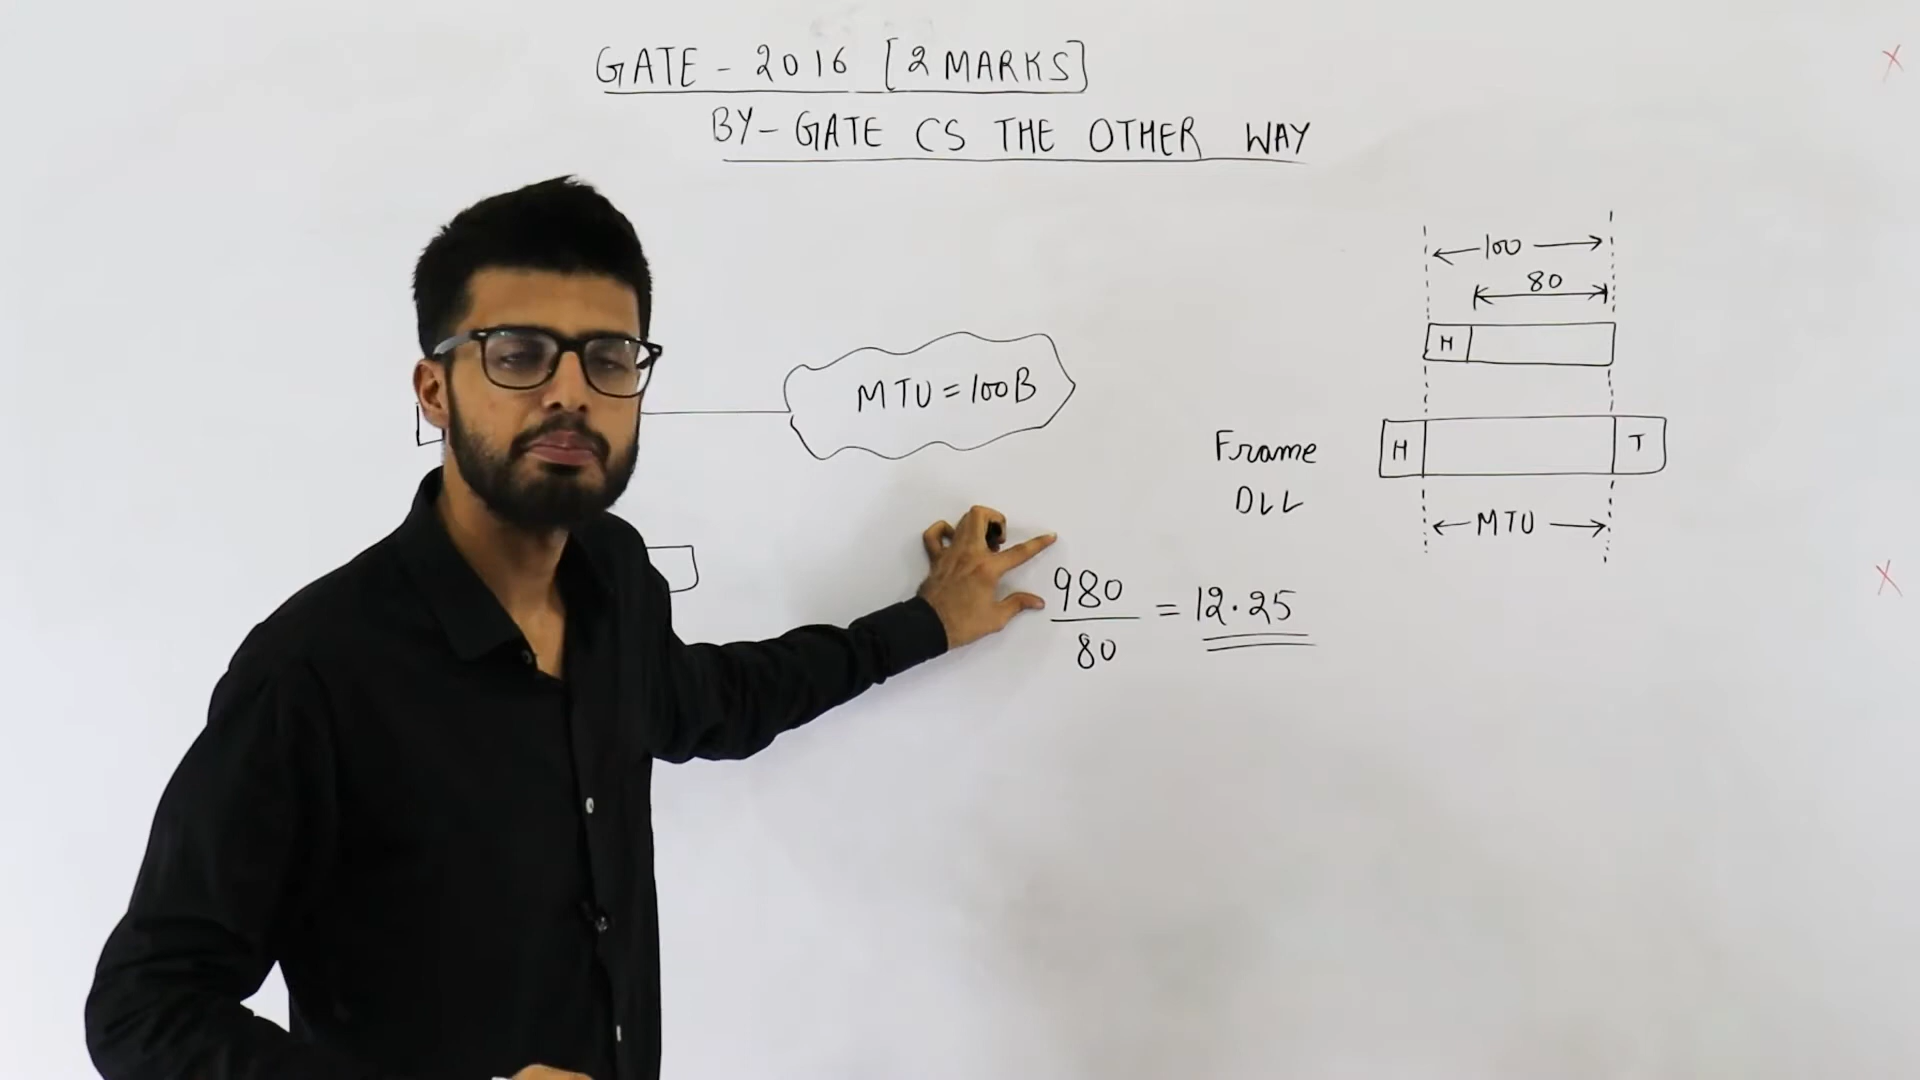 GATE - 2016 [2 MARKS]
BY - GATE CS THE OTHER WAY
100
80
H
MTU = 100B
Frame
DLL
H
T
MTU
980
80
= 12.25